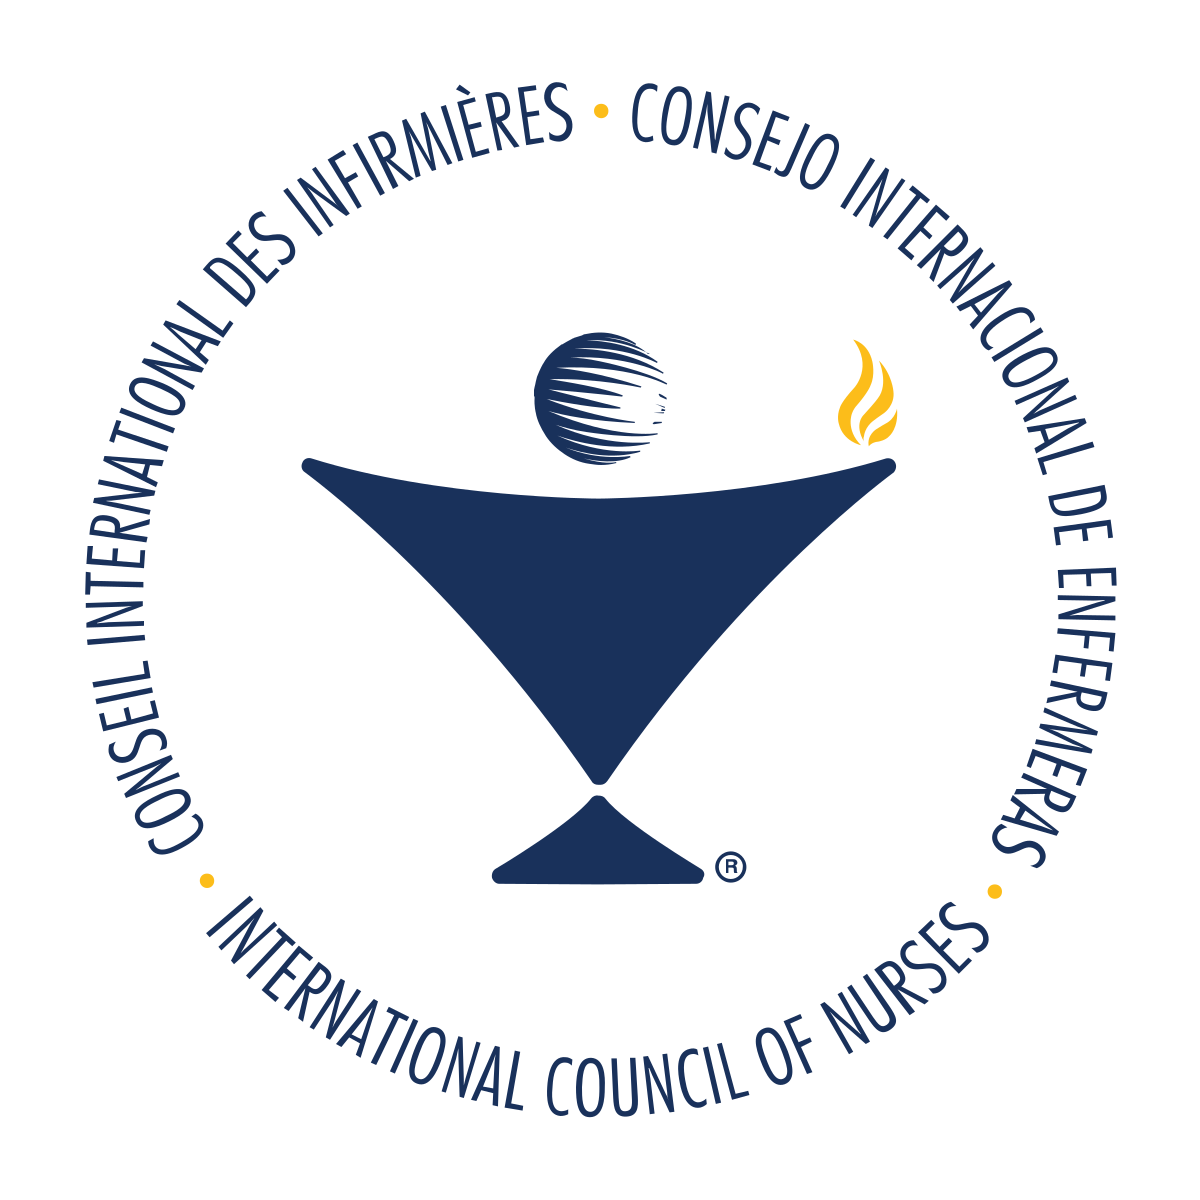 CONSEIL INTERNATIONAL DES INFIRMIÈRES • CONSEJO INTERNACIONAL DE ENFERMERAS •
INTERNATIONAL COUNCIL OF NURSES •
®